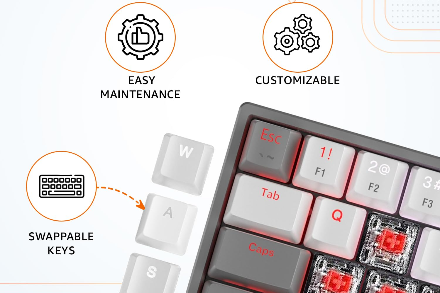 EASY
MAINTENANCE
CUSTOMIZABLE
SWAPPABLE
KEYS
W
A
S
Esc
1!
F1
2@
F2
3#
F3
Tab
Q
Caps